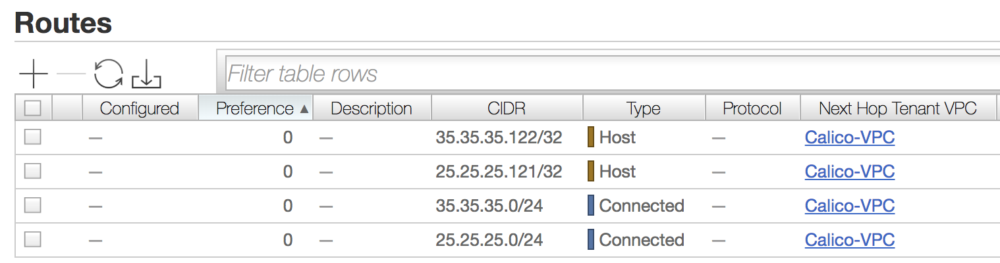 Routes
Filter table rows
Configured Preference ▲ Description CIDR Type Protocol Next Hop Tenant VPC
— 0 — 35.35.35.122/32 Host — Calico-VPC
— 0 — 25.25.25.121/32 Host — Calico-VPC
— 0 — 35.35.35.0/24 Connected — Calico-VPC
— 0 — 25.25.25.0/24 Connected — Calico-VPC